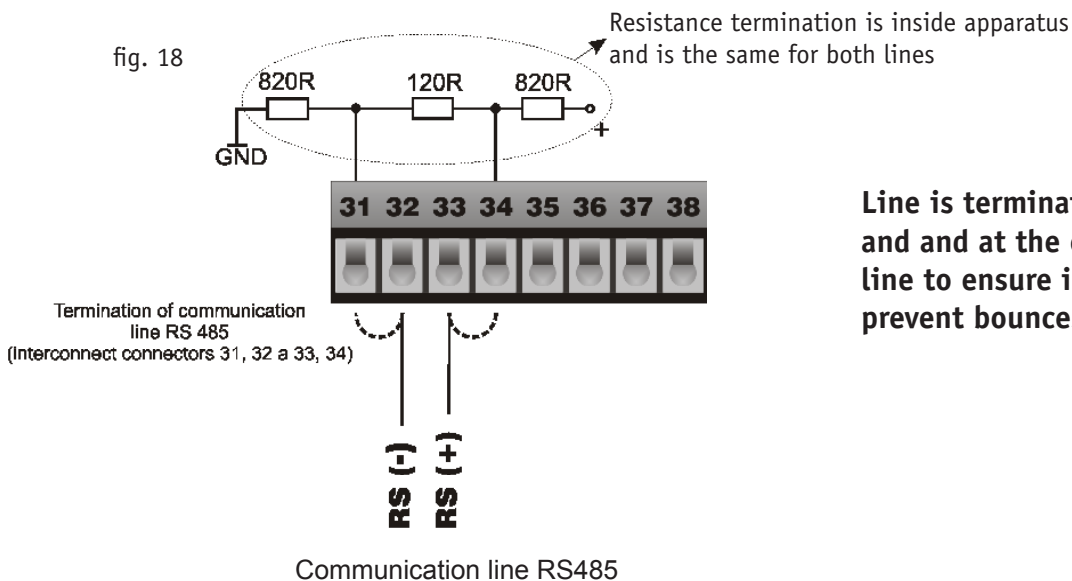 fig. 18
Resistance termination is inside apparatus
and is the same for both lines
820R
120R
820R
+
GND
31 32 33 34 35 36 37 38
Line is termina
and and at the
line to ensure i
prevent bounce
Termination of communication
line RS 485
(Interconnect connectors 31, 32 a 33, 34)
RS (-)
RS (+)
Communication line RS485